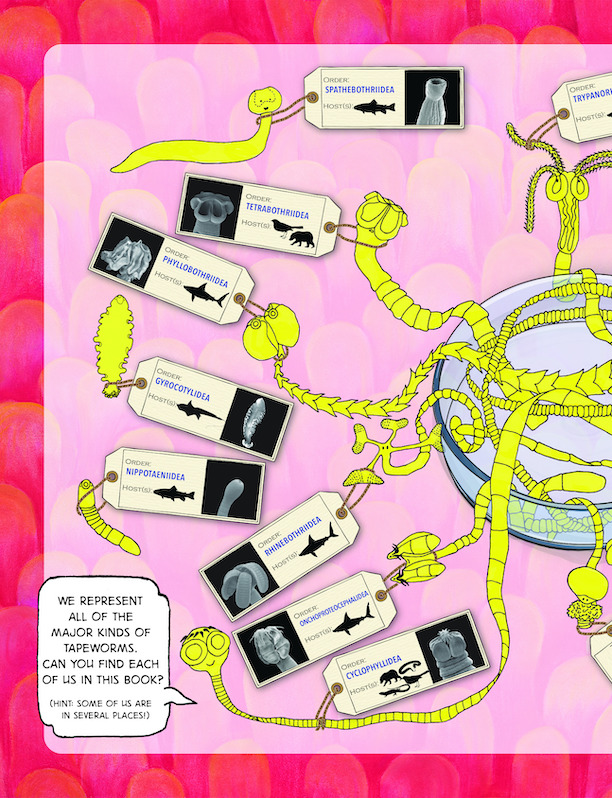 ORDER:
SPATHEBOTHRIIDEA
HOST(S):
ORDER:
HOST(S):
ORDER:
TETRABOTHRIIDEA
HOST(S):
ORDER:
PHYLLOBOTHRIIDEA
HOST(S):
ORDER:
GYROCOTYLIDEA
HOST(S):
ORDER:
NIPPOTAENIIDEA
HOST(S):
ORDER:
RHINEBOTHRIIDEA
HOST(S):
ORDER:
ONCHOPROTEOCEPHALIDEA
HOST(S):
ORDER:
CYCLOPHYLLIDEA
HOST(S):
WE REPRESENT
ALL OF THE
MAJOR KINDS OF
TAPEWORMS.
CAN YOU FIND EACH
OF US IN THIS BOOK?
(HINT: SOME OF US ARE
IN SEVERAL PLACES!)